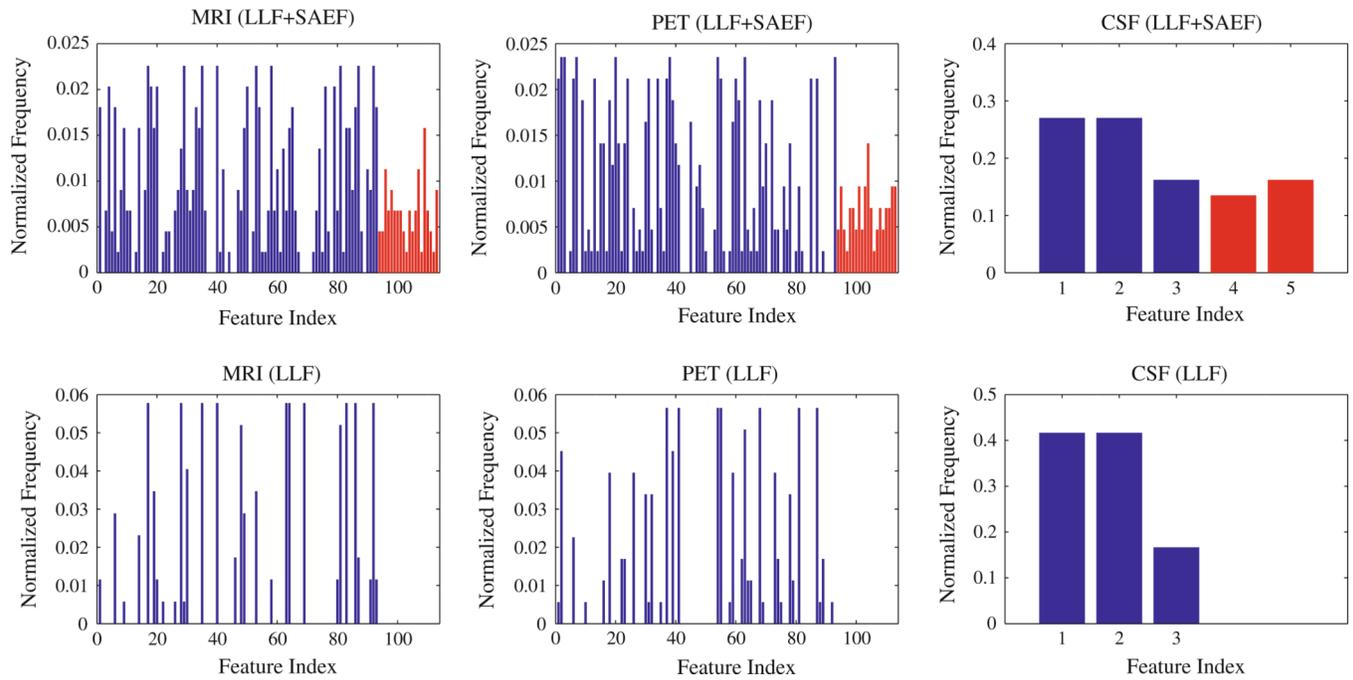 MRI (LLF+SAEF)
Normalized Frequency
0.025
0.02
0.015
0.01
0.005
0
0 20 40 60 80 100
Feature Index
PET (LLF+SAEF)
Normalized Frequency
0.025
0.02
0.015
0.01
0.005
0
0 20 40 60 80 100
Feature Index
CSF (LLF+SAEF)
Normalized Frequency
0.4
0.3
0.2
0.1
0
1 2 3 4 5
Feature Index
MRI (LLF)
Normalized Frequency
0.06
0.05
0.04
0.03
0.02
0.01
0
0 20 40 60 80 100
Feature Index
PET (LLF)
Normalized Frequency
0.06
0.05
0.04
0.03
0.02
0.01
0
0 20 40 60 80 100
Feature Index
CSF (LLF)
Normalized Frequency
0.5
0.4
0.3
0.2
0.1
0
1 2 3
Feature Index